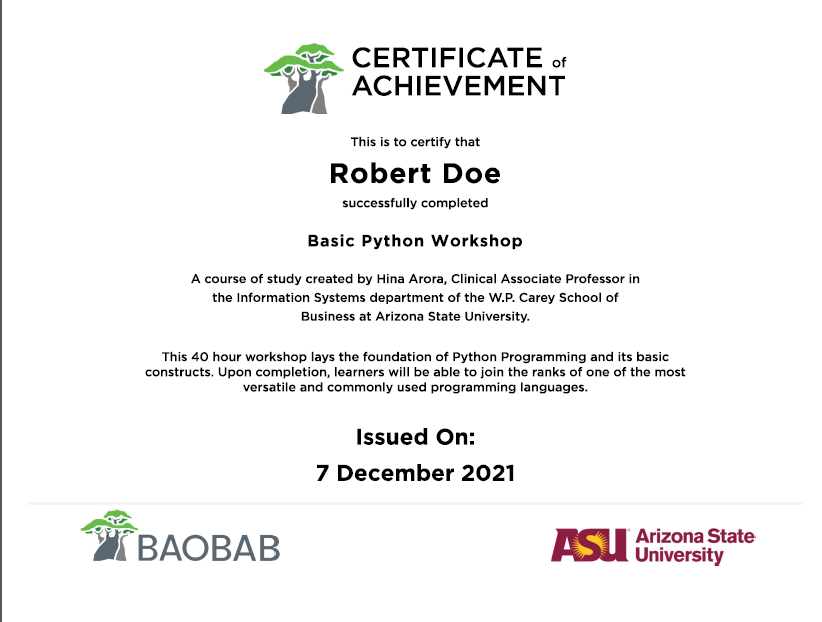 CERTIFICATE of
ACHIEVEMENT
This is to certify that
Robert Doe
successfully completed
Basic Python Workshop
A course of study created by Hina Arora, Clinical Associate Professor in
the Information Systems department of the W.P. Carey School of
Business at Arizona State University.
This 40 hour workshop lays the foundation of Python Programming and its basic
constructs. Upon completion, learners will be able to join the ranks of one of the most
versatile and commonly used programming languages.
Issued On:
7 December 2021
BAOBAB
ASU Arizona State
University